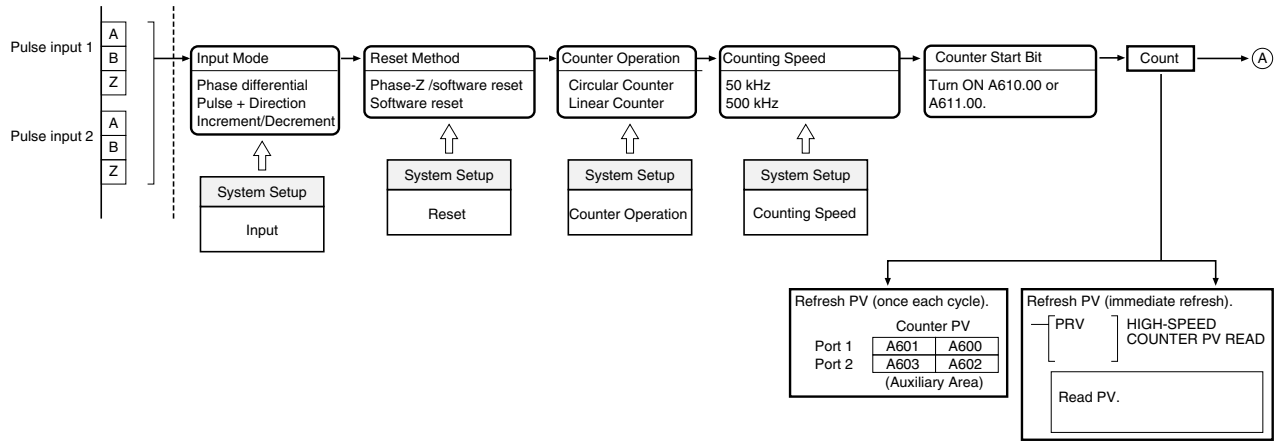 Pulse input 1
A
B
Z
Pulse input 2
A
B
Z
Input Mode
Phase differential
Pulse + Direction
Increment/Decrement
System Setup
Input
Reset Method
Phase-Z /software reset
Software reset
System Setup
Reset
Counter Operation
Circular Counter
Linear Counter
System Setup
Counter Operation
Counting Speed
50 kHz
500 kHz
System Setup
Counting Speed
Counter Start Bit
Turn ON A610.00 or
A611.00.
Count
A
Refresh PV (once each cycle).
Counter PV
Port 1 A601 A600
Port 2 A603 A602
(Auxiliary Area)
Refresh PV (immediate refresh).
PRV HIGH-SPEED
COUNTER PV READ
Read PV.